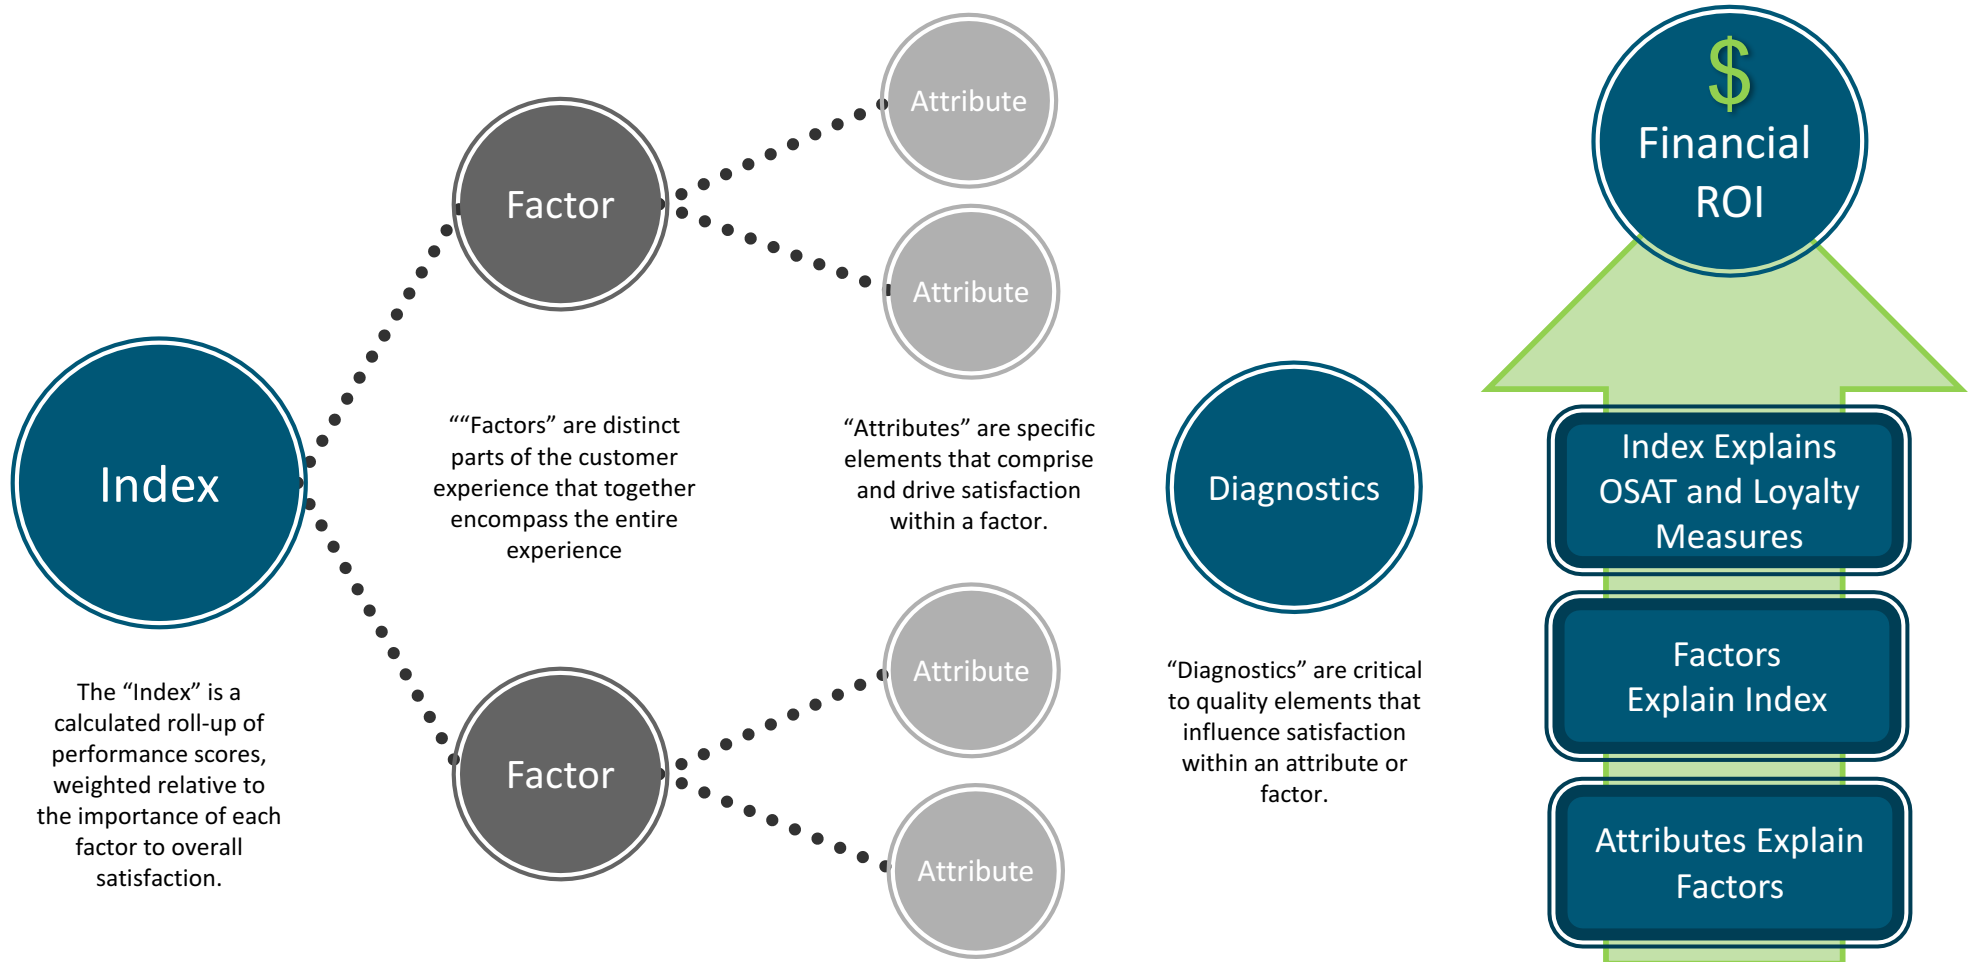 Index
The “Index” is a
calculated roll-up of
performance scores,
weighted relative to
the importance of each
factor to overall
satisfaction.
Factor
““Factors” are distinct
parts of the customer
experience that together
encompass the entire
experience
Factor
Attribute
Attribute
“Attributes” are specific
elements that comprise
and drive satisfaction
within a factor.
Attribute
Attribute
Diagnostics
“Diagnostics” are critical
to quality elements that
influence satisfaction
within an attribute or
factor.
$
Financial
ROI
Index Explains
OSAT and Loyalty
Measures
Factors
Explain Index
Attributes Explain
Factors